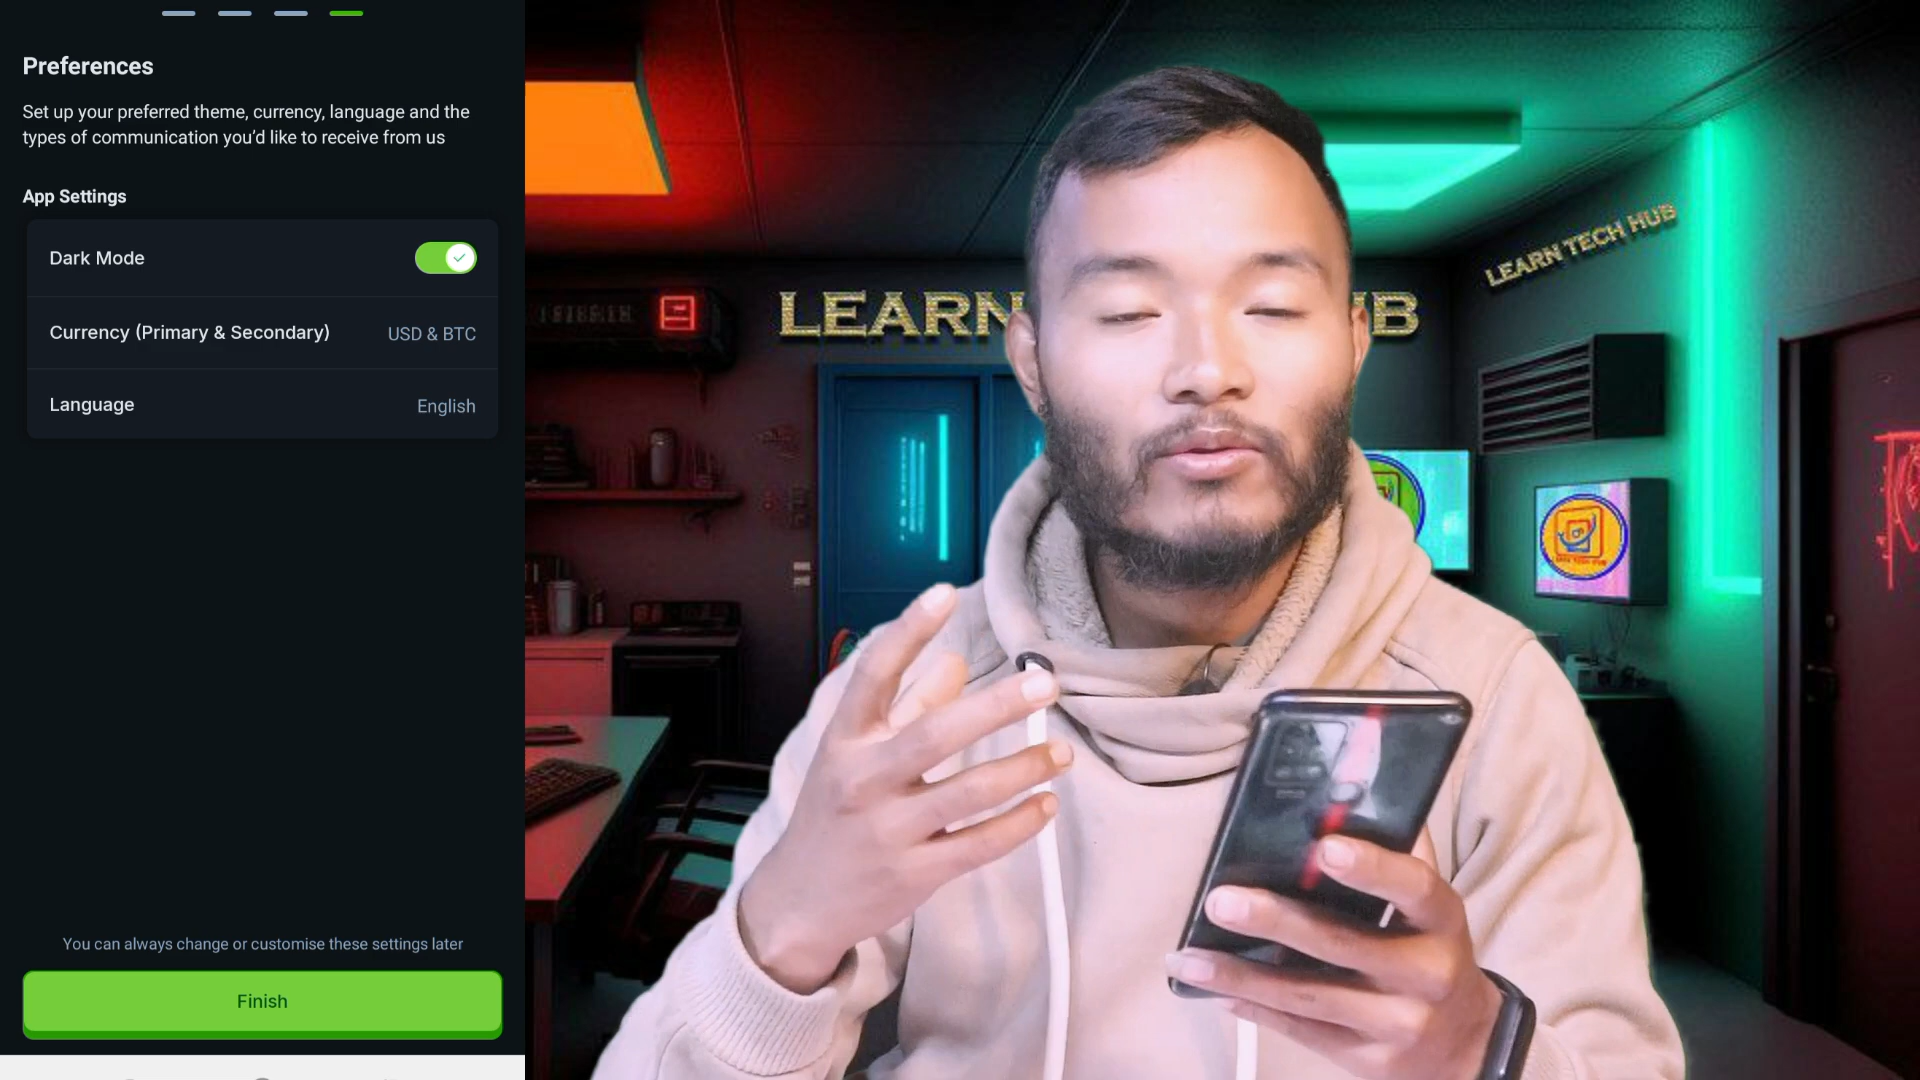 Preferences
Set up your preferred theme, currency, language and the
types of communication you’d like to receive from us
App Settings
Dark Mode
Currency (Primary & Secondary) USD & BTC
Language English
You can always change or customise these settings later
Finish
LEARN
UB
LEARN TECH HUB